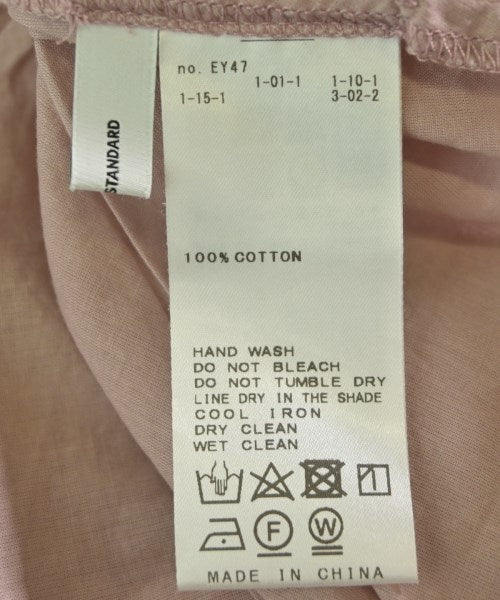 STANDARD
no. EY47
1-01-1 1-10-1
1-15-1 3-02-2
100% COTTON
HAND WASH
DO NOT BLEACH
DO NOT TUMBLE DRY
LINE DRY IN THE SHADE
COOL IRON
DRY CLEAN
WET CLEAN
F W
MADE IN CHINA